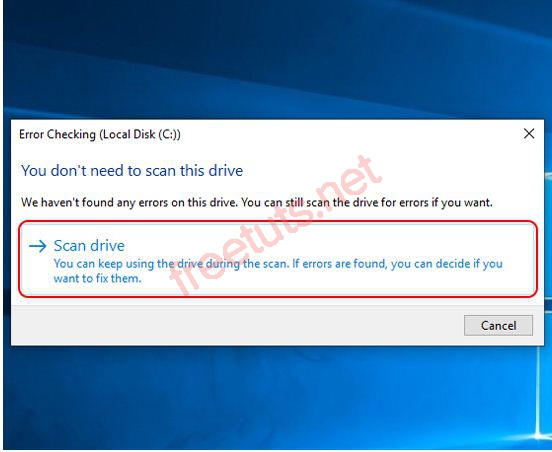 Error Checking (Local Disk (C:))
You don't need to scan this drive
We haven't found any errors on this drive. You can still scan the drive for errors if you want.
Scan drive
You can keep using the drive during the scan. If errors are found, you can decide if you
want to fix them.
Cancel
freetuts.net